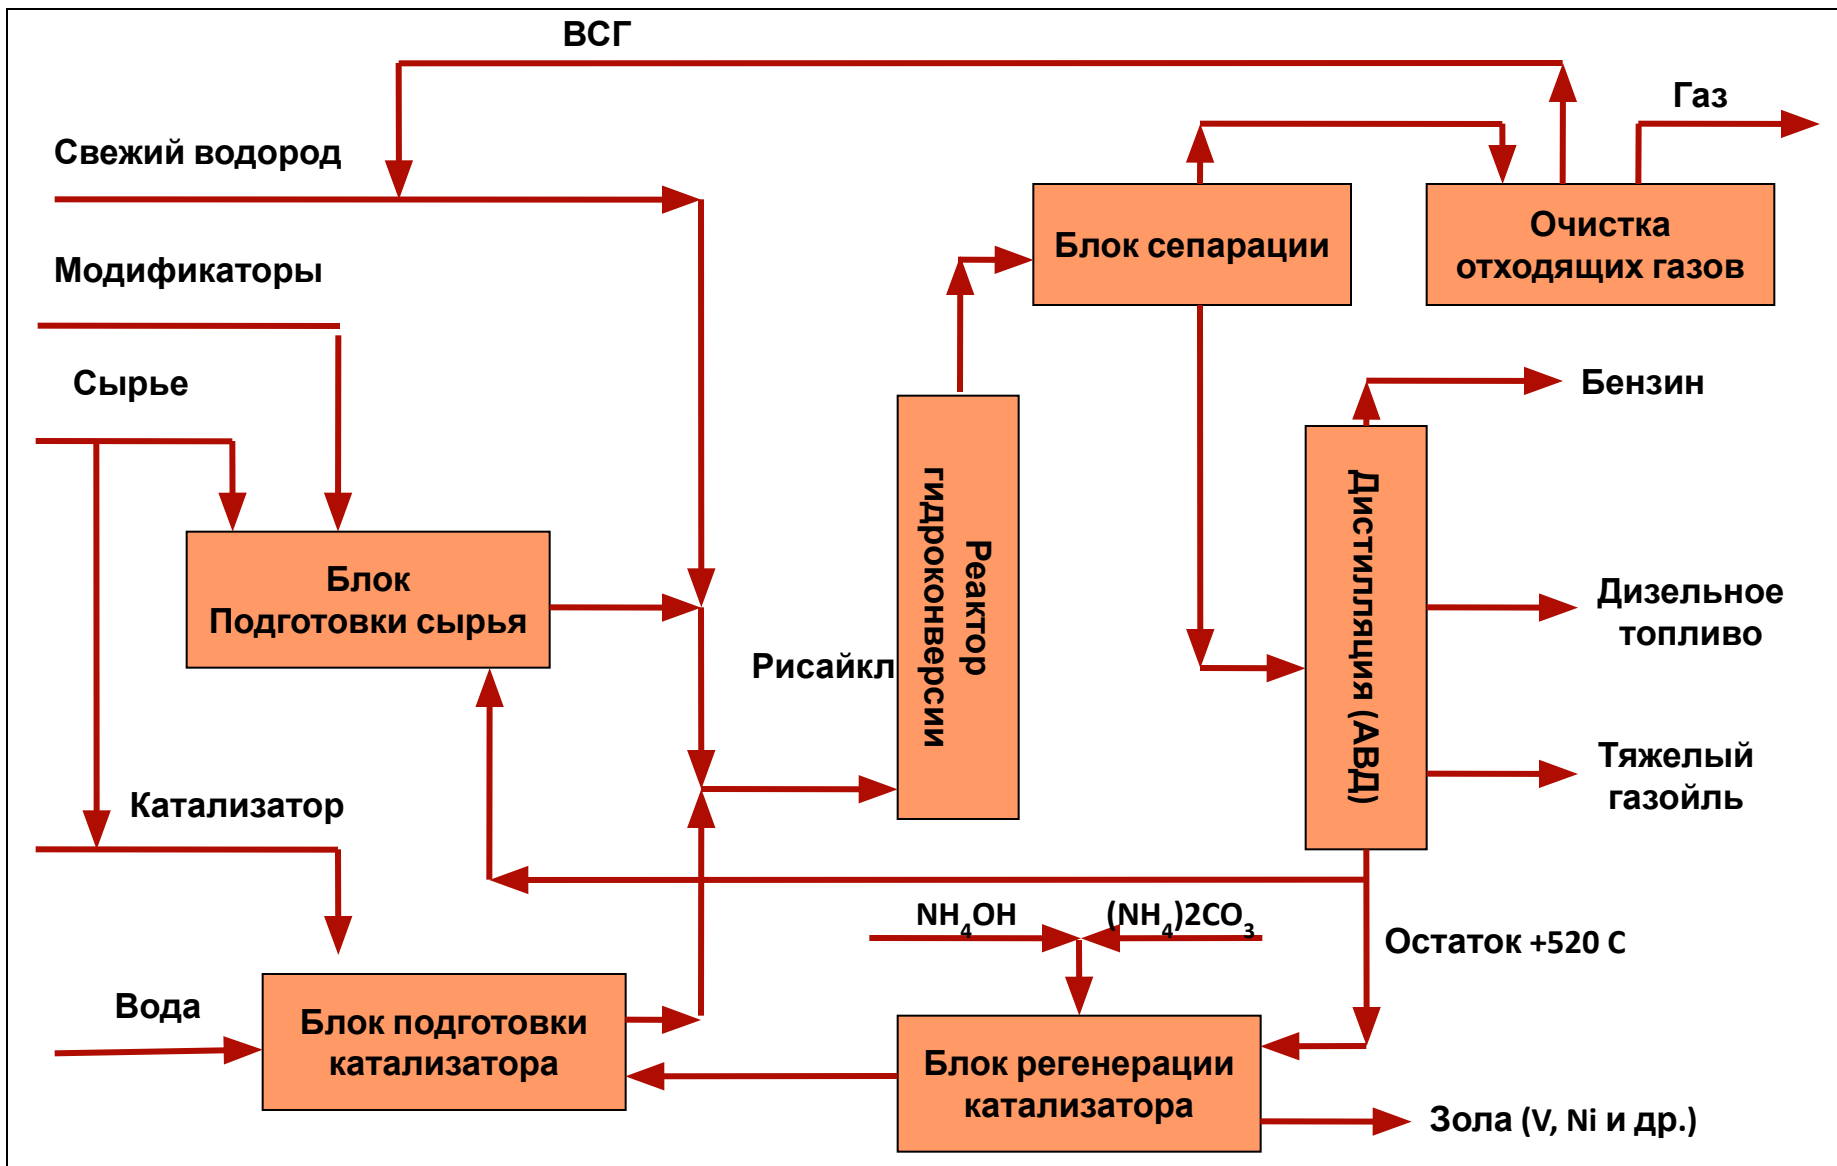 ВСГ
Газ
Свежий водород
Модификаторы
Сырье
Блок сепарации
Очистка
отходящих газов
Бензин
Блок
Подготовки сырья
Рисайкл
Реактор
гидроконверсии
Дистилляция (АВД)
Дизельное
топливо
Тяжелый
газойль
Катализатор
NH4OH
(NH4)2CO3
Остаток +520 С
Вода
Блок подготовки
катализатора
Блок регенерации
катализатора
Зола (V, Ni и др.)